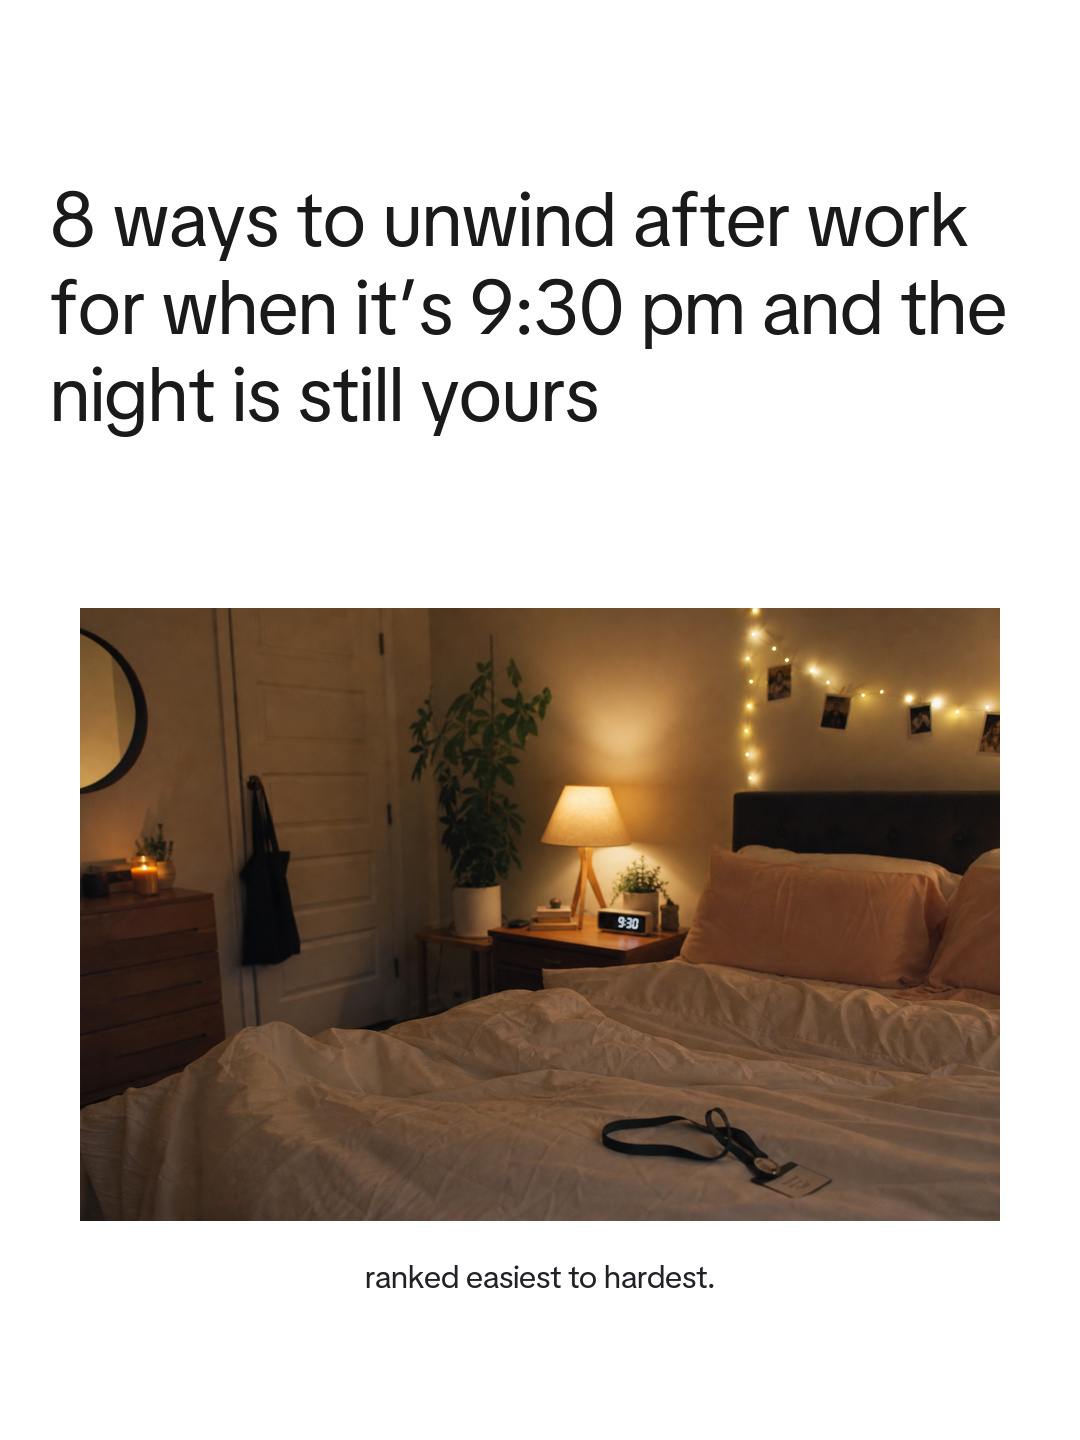 8 ways to unwind after work
for when it’s 9:30 pm and the
night is still yours
9:30
ranked easiest to hardest.